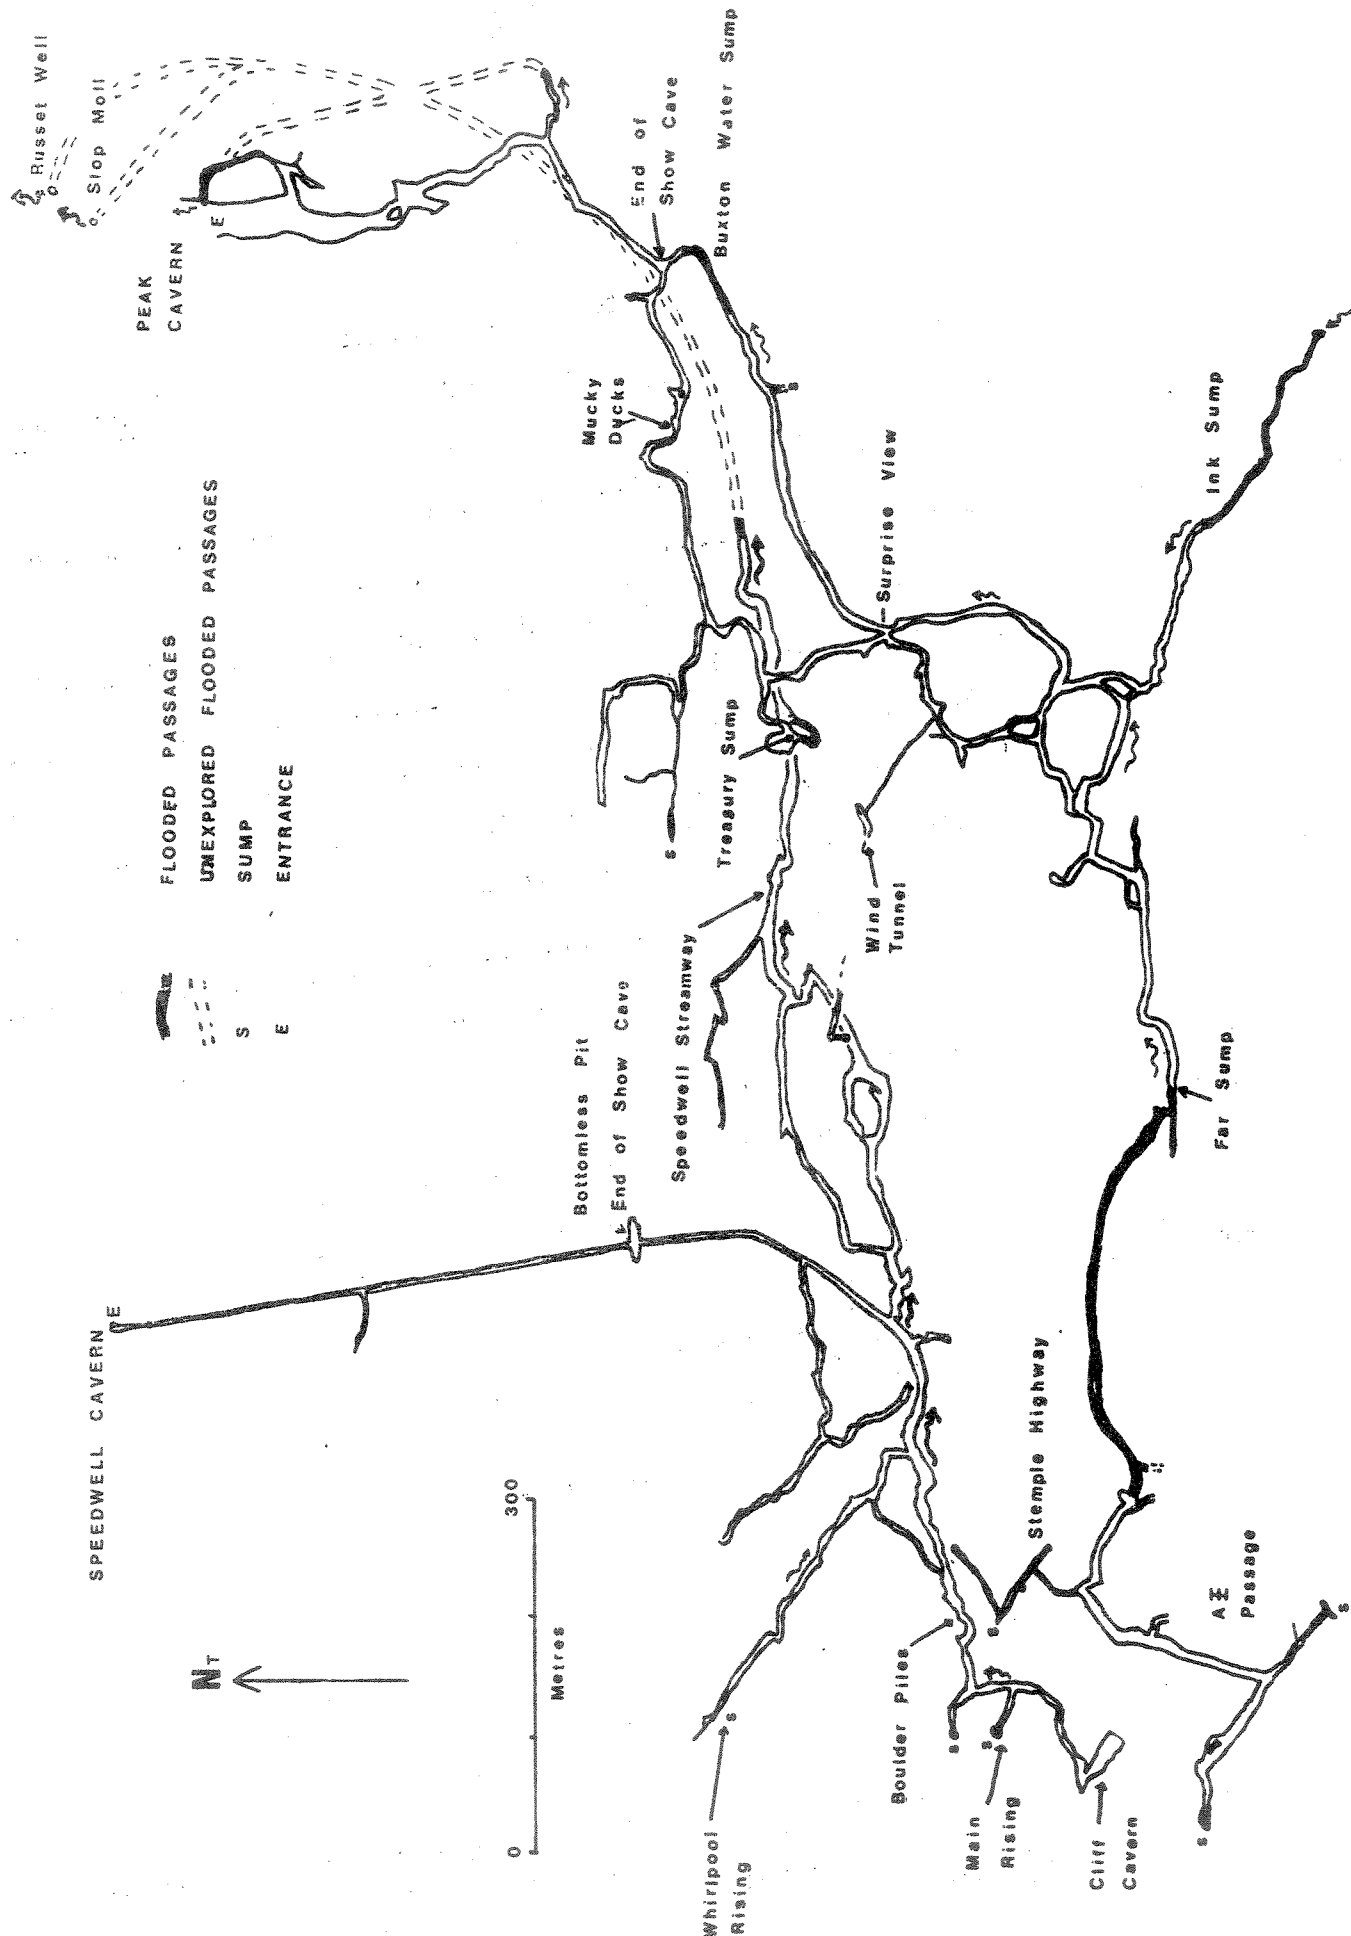 SPEEDWELL CAVERN
E
PEAK
CAVERN
E
Russet Well
Slop Moll
FLOODED PASSAGES
UNEXPLORED FLOODED PASSAGES
S SUMP
E ENTRANCE
NT
0 300
Metres
Bottomless Pit
End of Show Cave
Speedwell Streamway
Treasury Sump
Mucky
Ducks
End of
Show Cave
Buxton Water Sump
Surprise View
Wind
Tunnel
Ink Sump
Far Sump
Stemple Highway
Passage
Whirlpool
Rising
Boulder Piles
Main
Rising
Cliff
Cavern
S
S
S
S
S
S
S
S